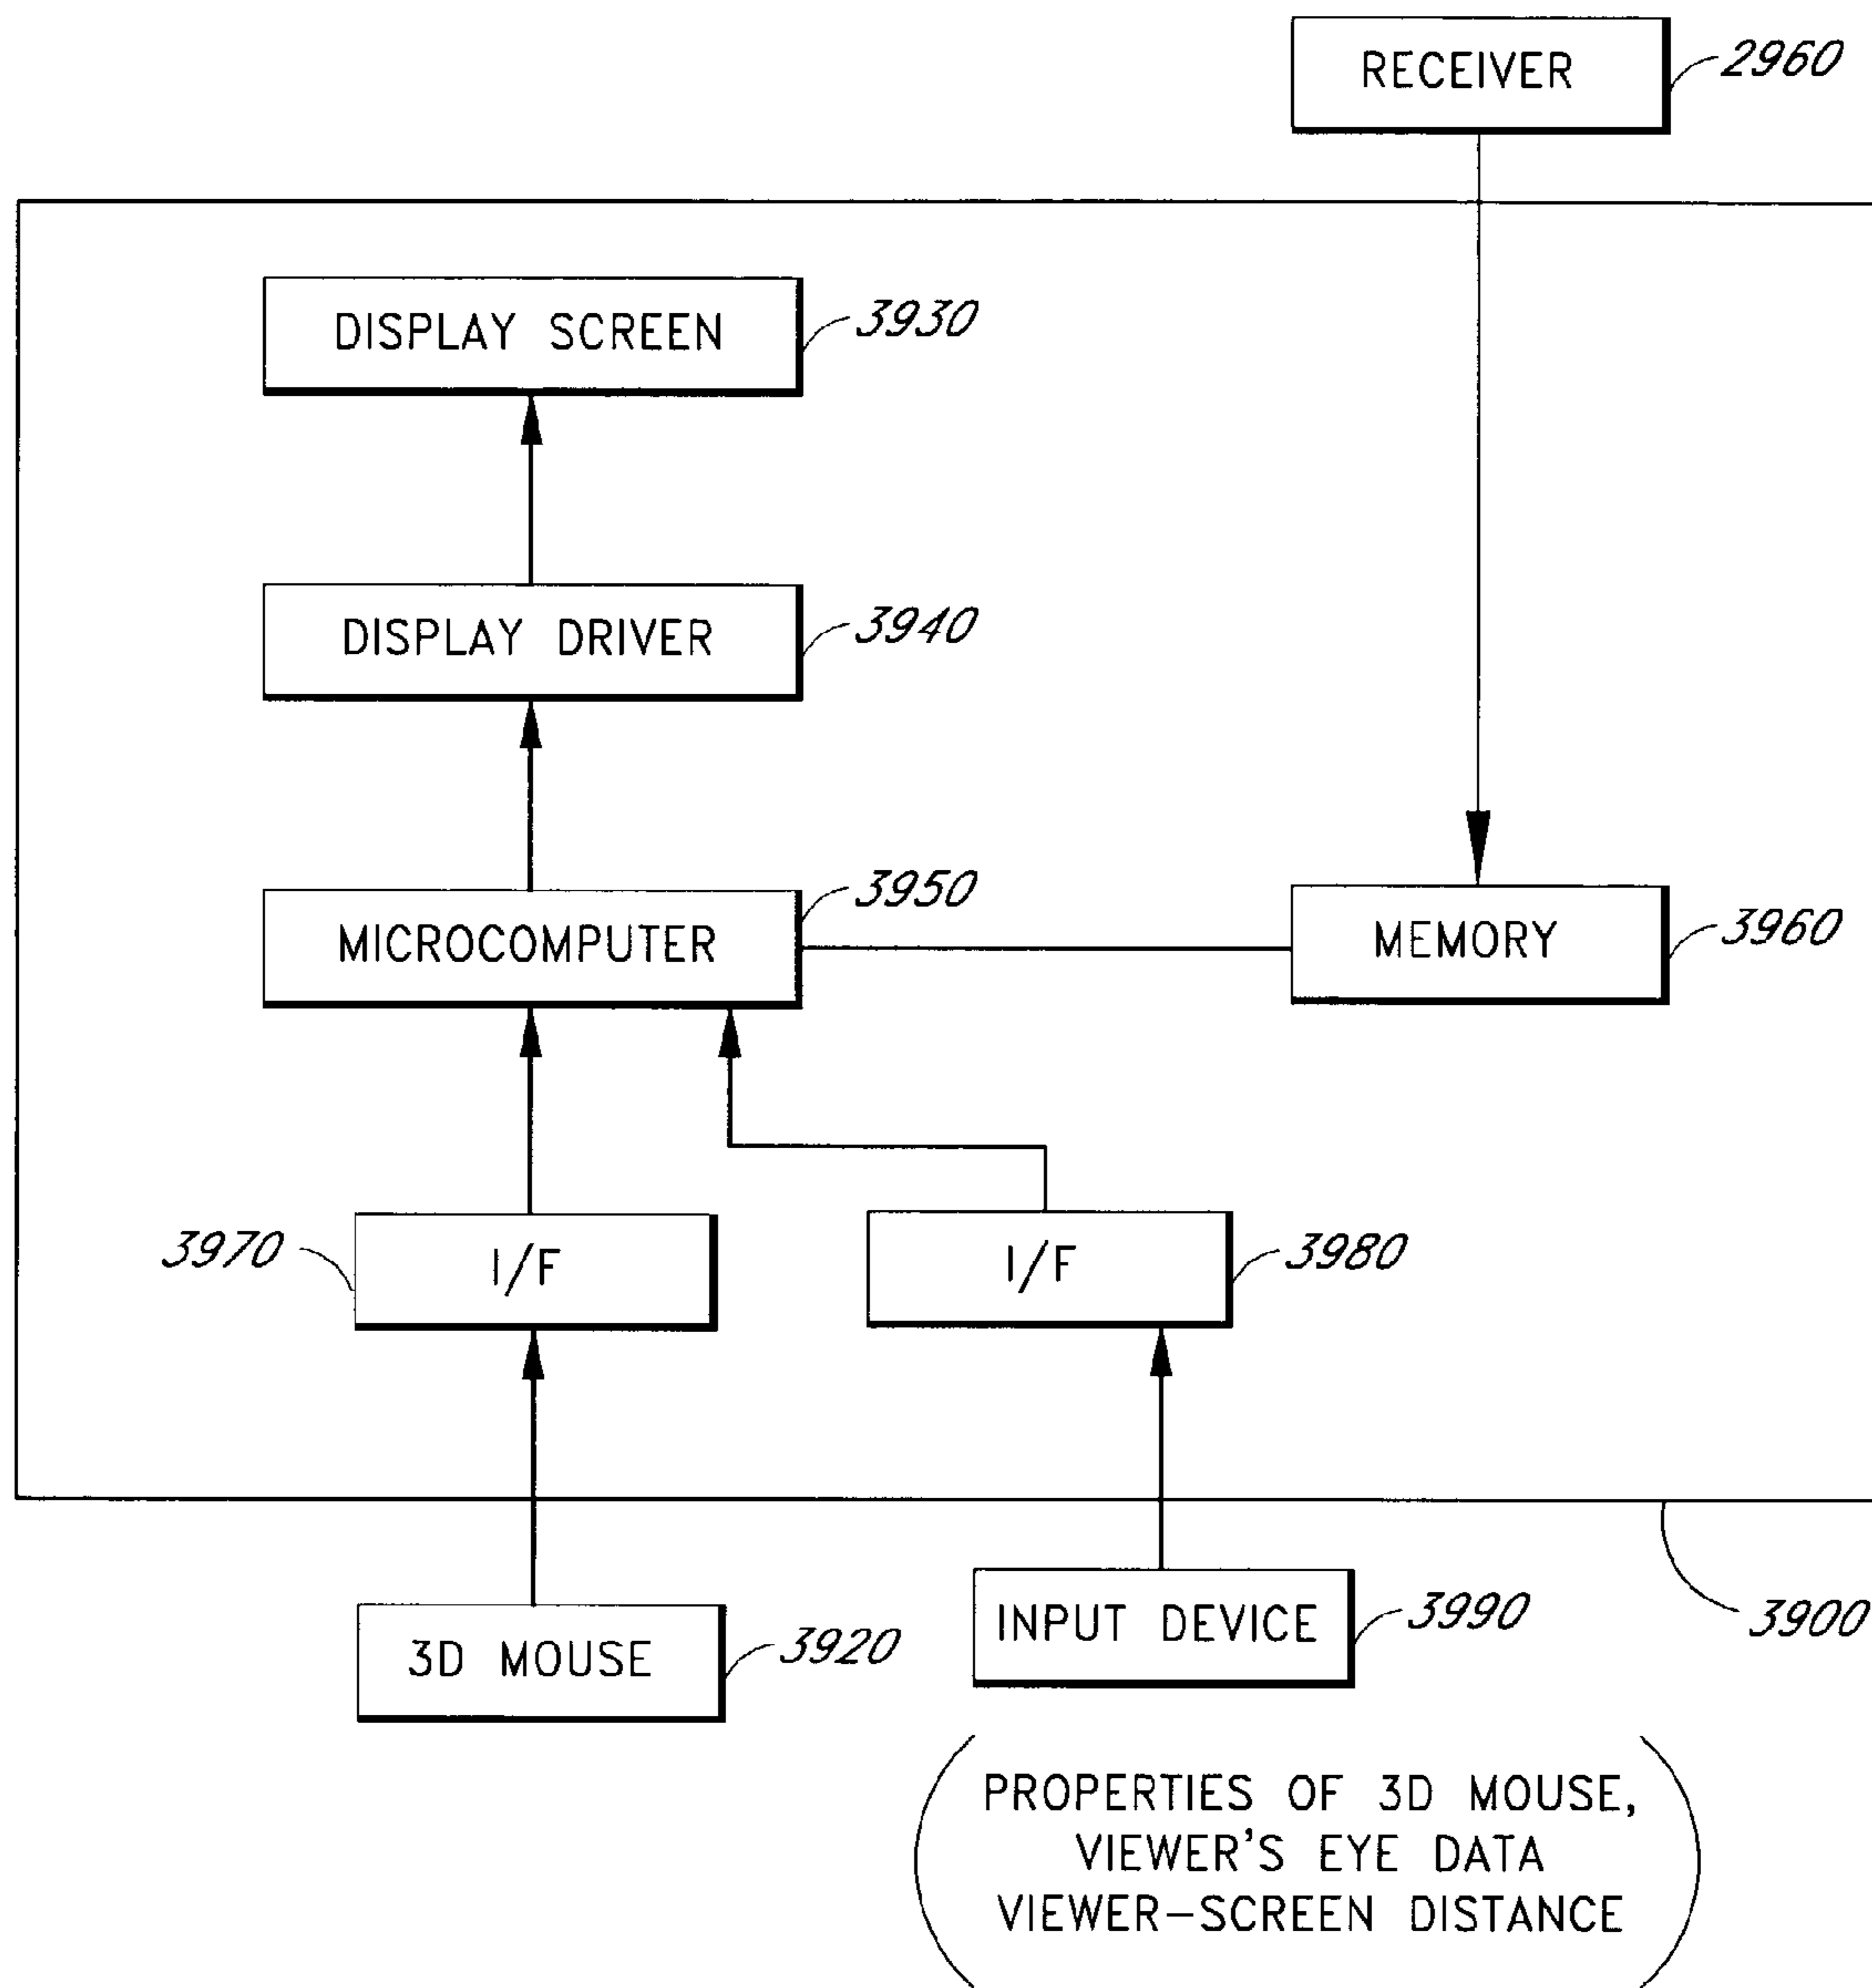 RECEIVER
2960
DISPLAY SCREEN
3930
DISPLAY DRIVER
3940
MICROCOMPUTER
3950
MEMORY
3960
3970
I/F
I/F
3980
3D MOUSE
3920
INPUT DEVICE
3990
3900
PROPERTIES OF 3D MOUSE,
VIEWER'S EYE DATA
VIEWER-SCREEN DISTANCE